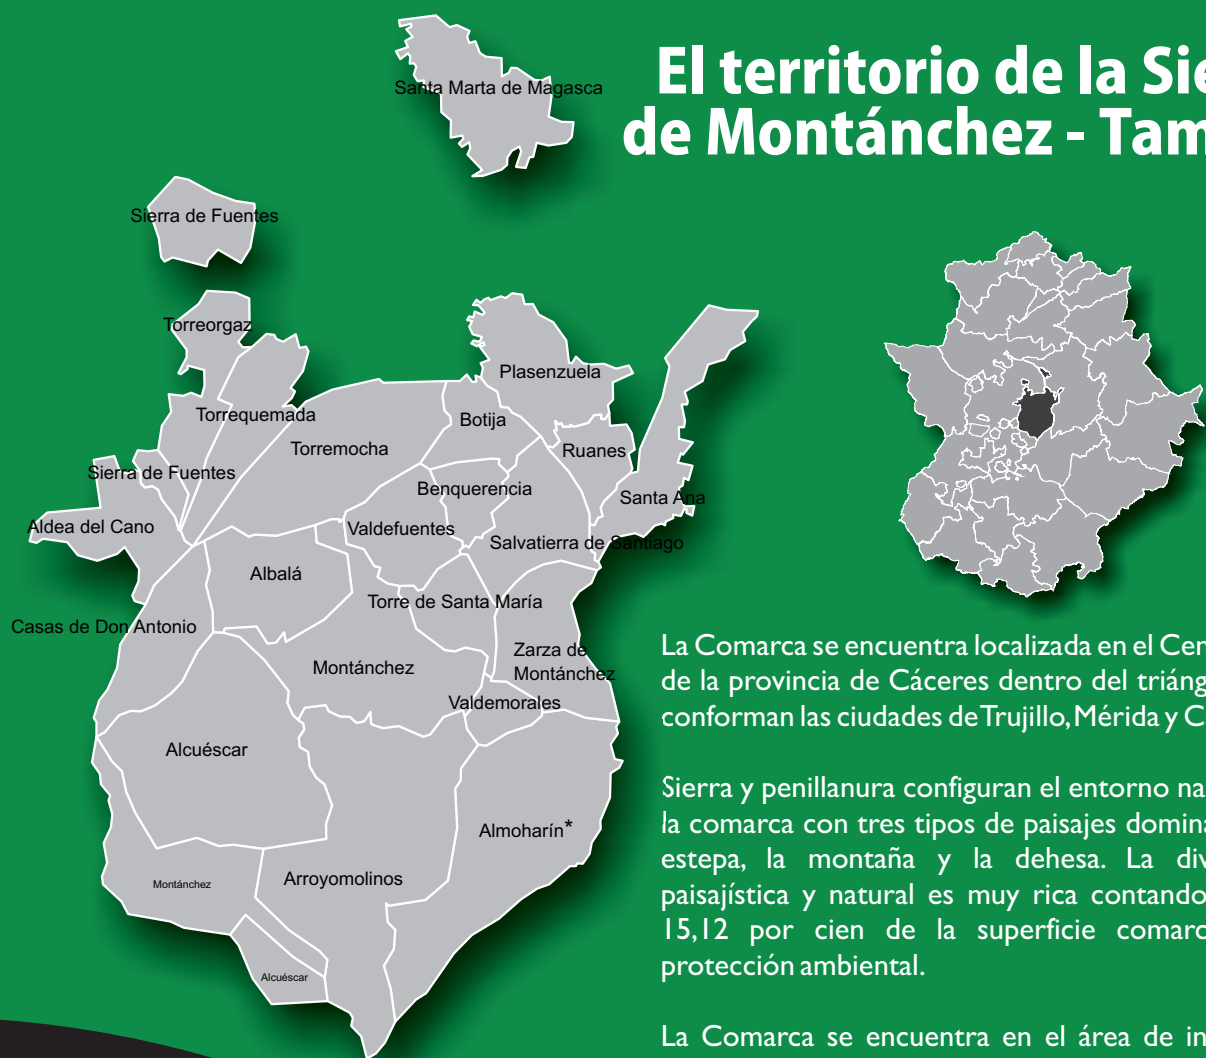 El territorio de la Sie
de Montánchez - Tam
Santa Marta de Magasca
Sierra de Fuentes
Torreorgaz
Plasenzuela
Torrequemada
Botija
Torremocha
Ruanes
Sierra de Fuentes
Benquerencia
Santa Ana
Aldea del Cano
Valdefuentes
Salvatierra de Santiago
Albalá
Torre de Santa María
Casas de Don Antonio
Zarza de
Montánchez
Montánchez
Valdemorales
Alcuéscar
Almoharín*
Montánchez
Arroyomolinos
Alcuéscar
La Comarca se encuentra localizada en el Cen
de la provincia de Cáceres dentro del triáng
conforman las ciudades de Trujillo, Mérida y C
Sierra y penillanura configuran el entorno na
la comarca con tres tipos de paisajes domina
estepa, la montaña y la dehesa. La div
paisajística y natural es muy rica contando
15,12 por cien de la superficie comarc
protección ambiental.
La Comarca se encuentra en el área de in